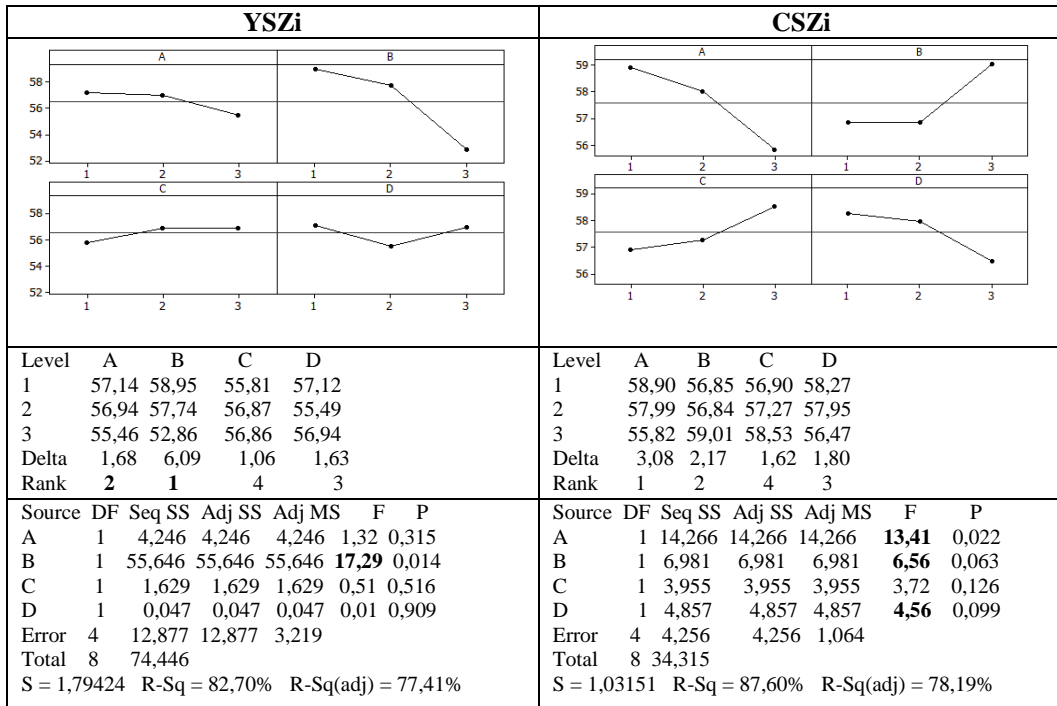 YSZi
A B
58
56
54
52
1 2 3 1 2 3
C D
58
56
54
52
1 2 3 1 2 3
Level A B C D
1 57,14 58,95 55,81 57,12
2 56,94 57,74 56,87 55,49
3 55,46 52,86 56,86 56,94
Delta 1,68 6,09 1,06 1,63
Rank 2 1 4 3
Source DF Seq SS Adj SS Adj MS F P
A 1 4,246 4,246 4,246 1,32 0,315
B 1 55,646 55,646 55,646 17,29 0,014
C 1 1,629 1,629 1,629 0,51 0,516
D 1 0,047 0,047 0,047 0,01 0,909
Error 4 12,877 12,877 3,219
Total 8 74,446
S = 1,79424 R-Sq = 82,70% R-Sq(adj) = 77,41%
CSZi
A B
59
58
57
56
1 2 3 1 2 3
C D
59
58
57
56
1 2 3 1 2 3
Level A B C D
1 58,90 56,85 56,90 58,27
2 57,99 56,84 57,27 57,95
3 55,82 59,01 58,53 56,47
Delta 3,08 2,17 1,62 1,80
Rank 1 2 4 3
Source DF Seq SS Adj SS Adj MS F P
A 1 14,266 14,266 14,266 13,41 0,022
B 1 6,981 6,981 6,981 6,56 0,063
C 1 3,955 3,955 3,955 3,72 0,126
D 1 4,857 4,857 4,857 4,56 0,099
Error 4 4,256 4,256 1,064
Total 8 34,315
S = 1,03151 R-Sq = 87,60% R-Sq(adj) = 78,19%